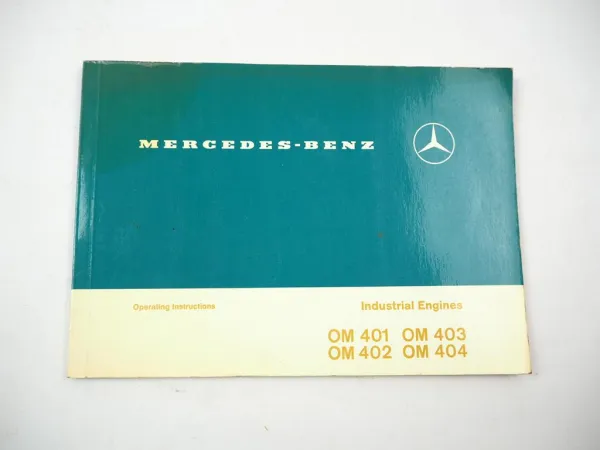 MERCEDES-BENZ
Operating Instructions
Industrial Engines
OM 401 OM 403
OM 402 OM 404